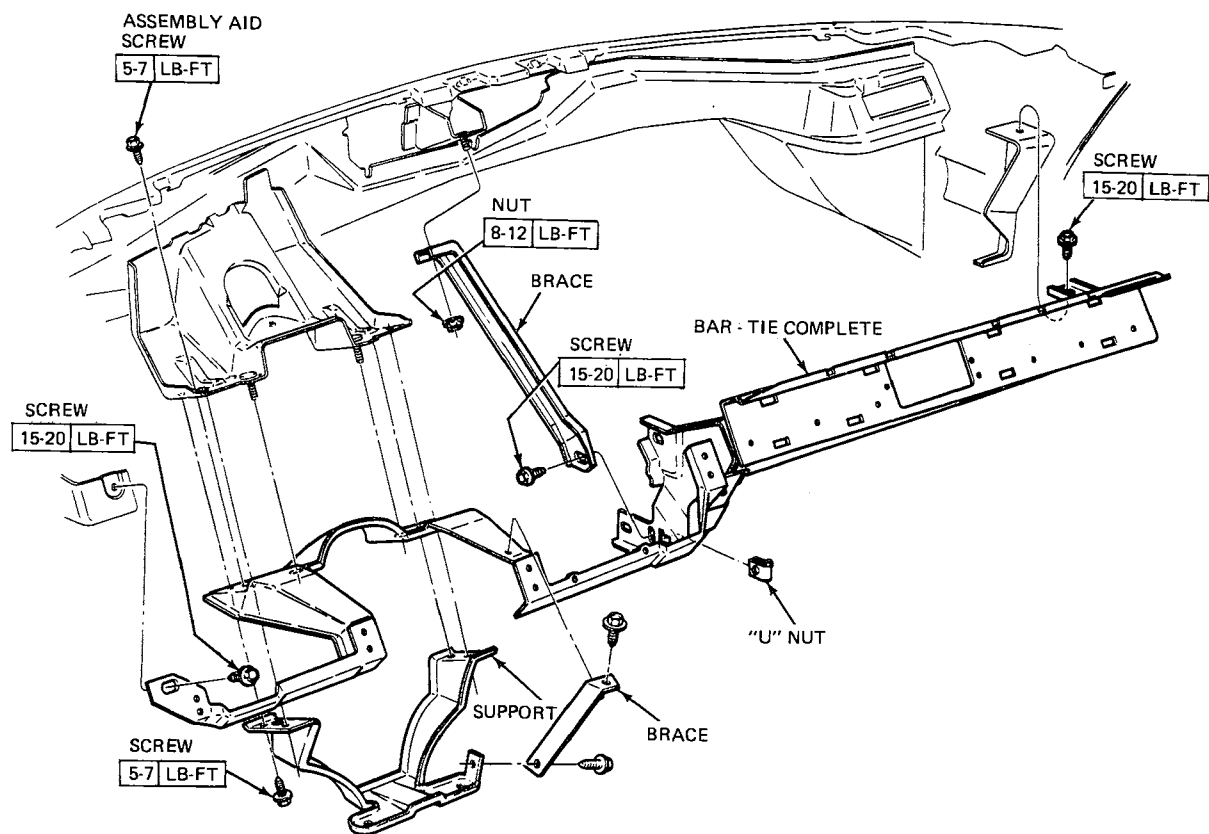 ASSEMBLY AID
SCREW
5-7 LB-FT
SCREW
15-20 LB-FT
NUT
8-12 LB-FT
BRACE
BAR - TIE COMPLETE
SCREW
15-20 LB-FT
SCREW
15-20 LB-FT
"U" NUT
SUPPORT
BRACE
SCREW
5-7 LB-FT